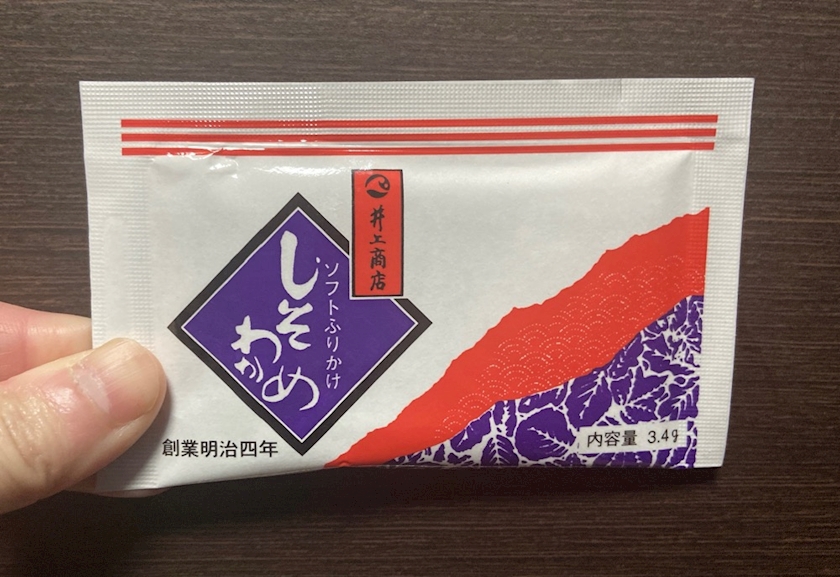 井上商店
ソフトふりかけ
しそわかめ
創業明治四年
内容量 3.4g